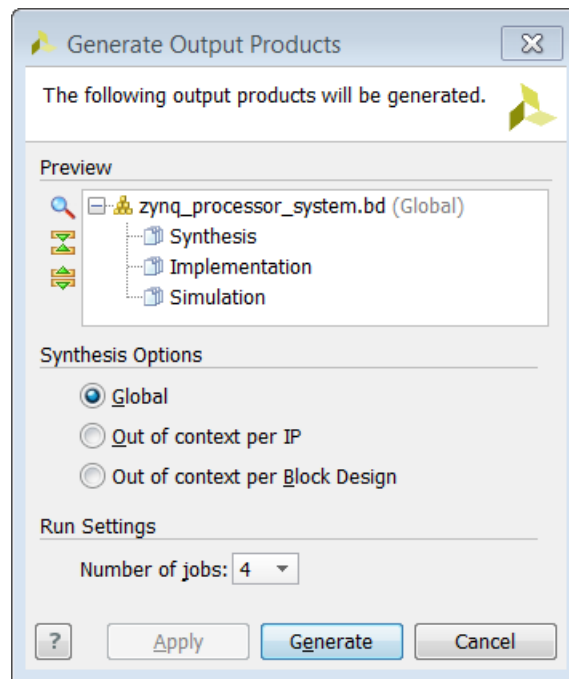 Generate Output Products
The following output products will be generated.
Preview
zynq_processor_system.bd (Global)
Synthesis
Implementation
Simulation
Synthesis Options
Global
Out of context per IP
Out of context per Block Design
Run Settings
Number of jobs: 4
? Apply Generate Cancel